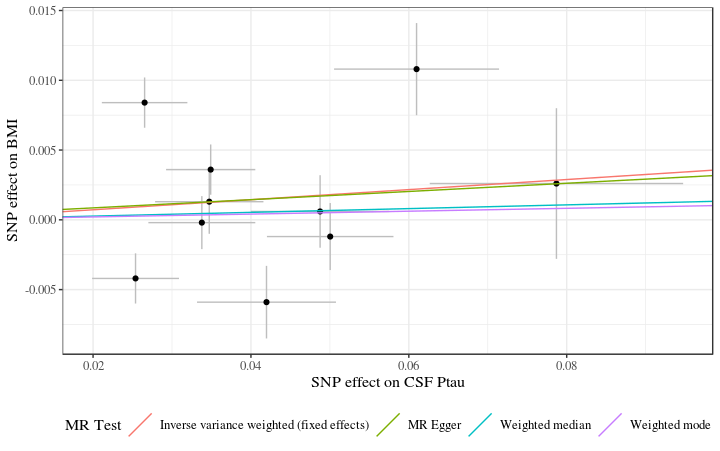 0.015
0.010
0.005
0.000
-0.005
SNP effect on BMI
0.02 0.04 0.06 0.08
SNP effect on CSF Ptau
MR Test Inverse variance weighted (fixed effects) MR Egger Weighted median Weighted mode